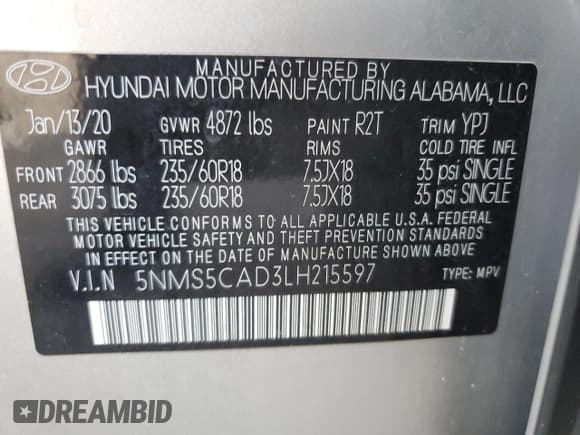 MANUFACTURED BY
HYUNDAI MOTOR MANUFACTURING ALABAMA, LLC
Jan/13/20 GVWR 4872 lbs PAINT R2T TRIM YPJ
GAWR TIRES RIMS COLD TIRE INFL
FRONT 2866 lbs 235/60R18 7.5JX18 35 psi SINGLE
REAR 3075 lbs 235/60R18 7.5JX18 35 psi SINGLE
THIS VEHICLE CONFORMS TO ALL APPLICABLE U.S.A. FEDERAL
MOTOR VEHICLE SAFETY AND THEFT PREVENTION STANDARDS
IN EFFECT ON THE DATE OF MANUFACTURE SHOWN ABOVE.
V.I.N 5NMS5CAD3LH215597 TYPE: MPV
DREAMBID